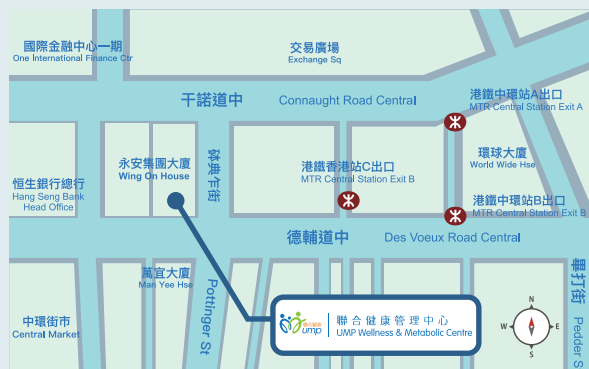 國際金融中心一期
One International Finance Ctr
交易廣場
Exchange Sq
干諾道中 Connaught Road Central
港鐵中環站A出口
MTR Central Station Exit A
永安集團大廈
Wing On House
砵典乍街
港鐵香港站C出口
MTR Central Station Exit B
環球大廈
World Wide Hse
恒生銀行總行
Hang Seng Bank
Head Office
港鐵中環站B出口
MTR Central Station Exit B
德輔道中 Des Voeux Road Central
萬宜大廈
Man Yee Hse
Pottinger St
畢打街
Pedder S
中環街市
Central Market
聯合醫務
ump
聯合健康管理中心
UMP Wellness & Metabolic Centre
N
W
E
S